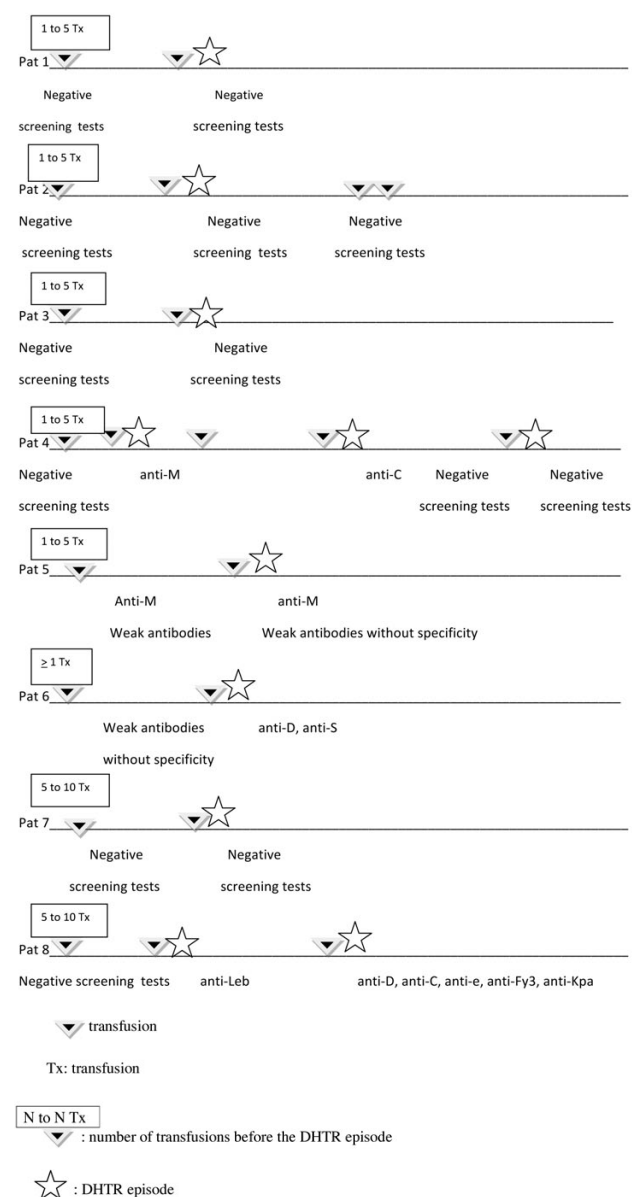 1 to 5 Tx
Pat 1
Negative Negative
screening tests screening tests
1 to 5 Tx
Pat 2
Negative Negative Negative
screening tests screening tests screening tests
1 to 5 Tx
Pat 3
Negative Negative
screening tests screening tests
1 to 5 Tx
Pat 4
Negative anti-M anti-C Negative Negative
screening tests screening tests screening tests
1 to 5 Tx
Pat 5
Anti-M anti-M
Weak antibodies Weak antibodies without specificity
≥ 1 Tx
Pat 6
Weak antibodies anti-D, anti-S
without specificity
5 to 10 Tx
Pat 7
Negative Negative
screening tests screening tests
5 to 10 Tx
Pat 8
Negative screening tests anti-Leb anti-D, anti-C, anti-e, anti-Fy3, anti-Kpa
transfusion
Tx: transfusion
N to N Tx
: number of transfusions before the DHTR episode
: DHTR episode